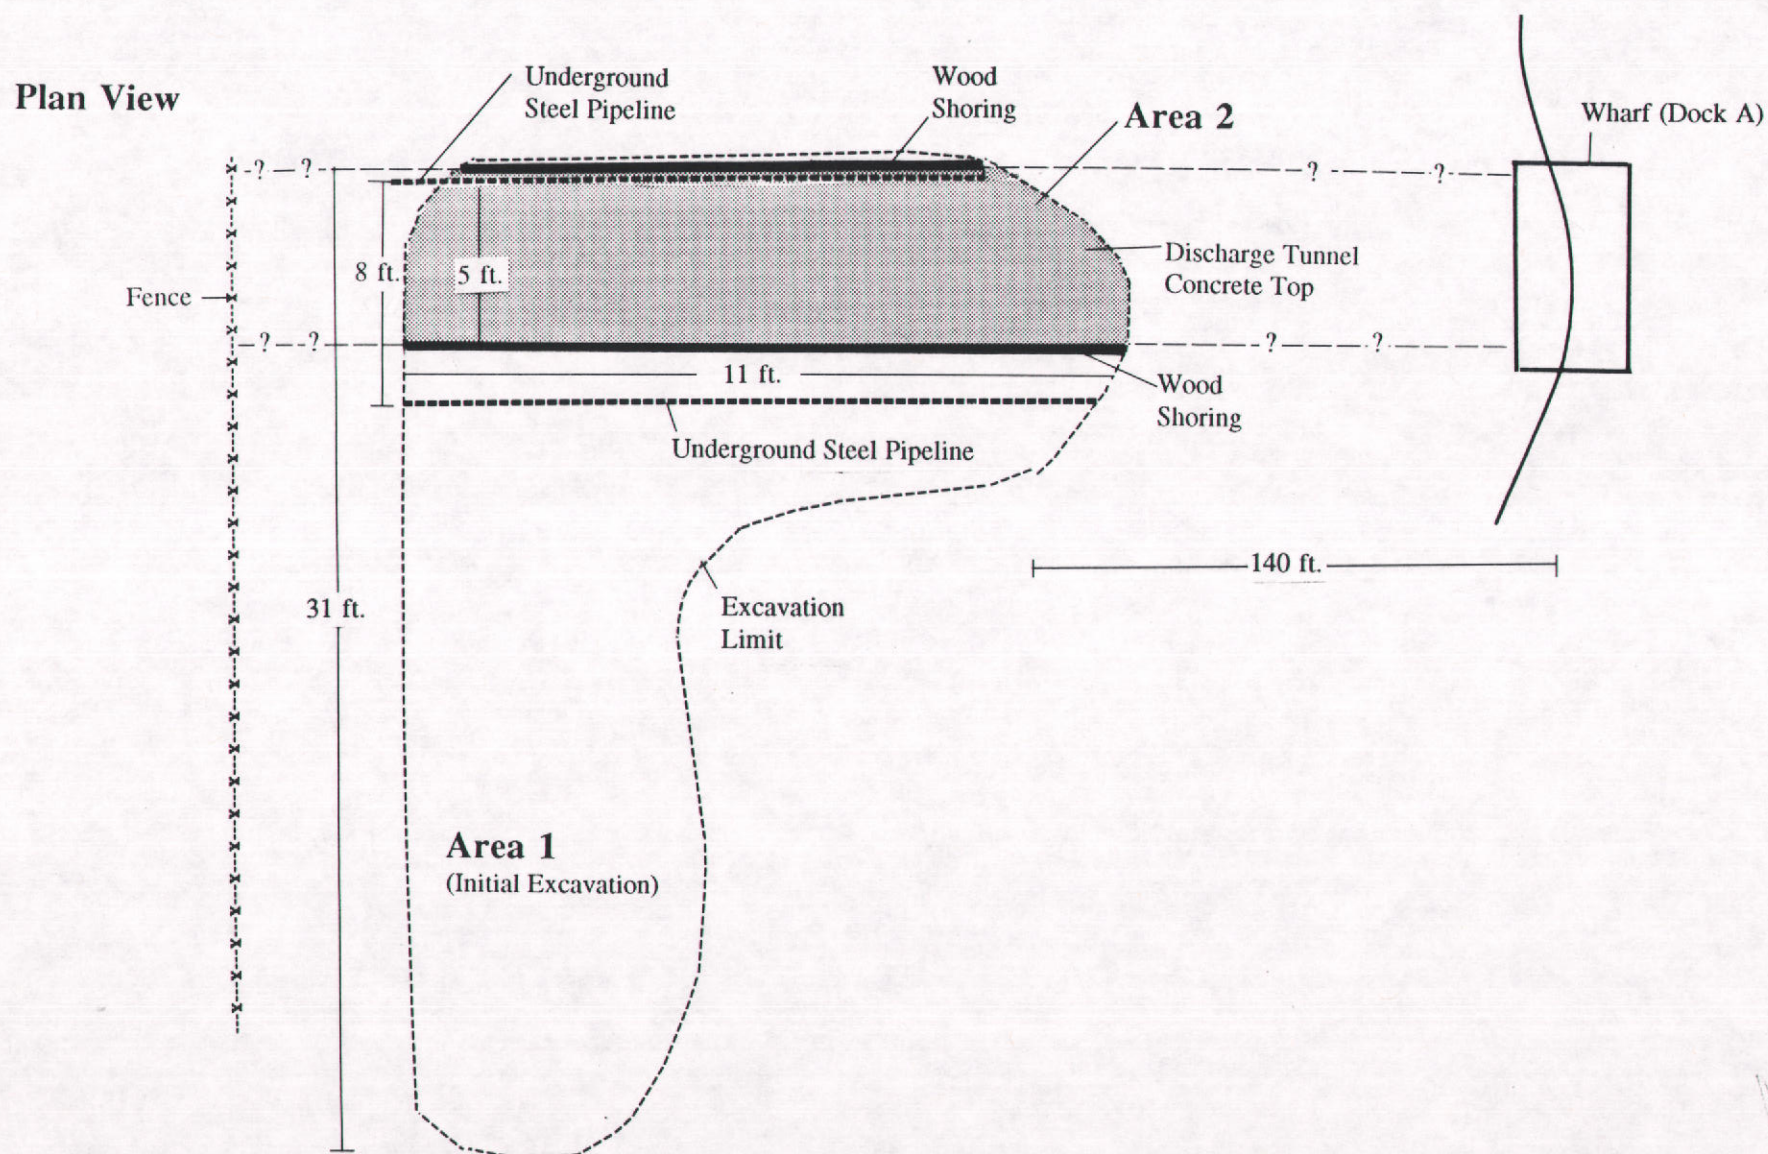 Plan View
Underground
Steel Pipeline
Wood
Shoring
Area 2
Wharf (Dock A)
-?--?-
?
?
8 ft.
5 ft.
Discharge Tunnel
Concrete Top
Fence
-?--?-
?
?
11 ft.
Wood
Shoring
Underground Steel Pipeline
140 ft.
31 ft.
Excavation
Limit
Area 1
(Initial Excavation)